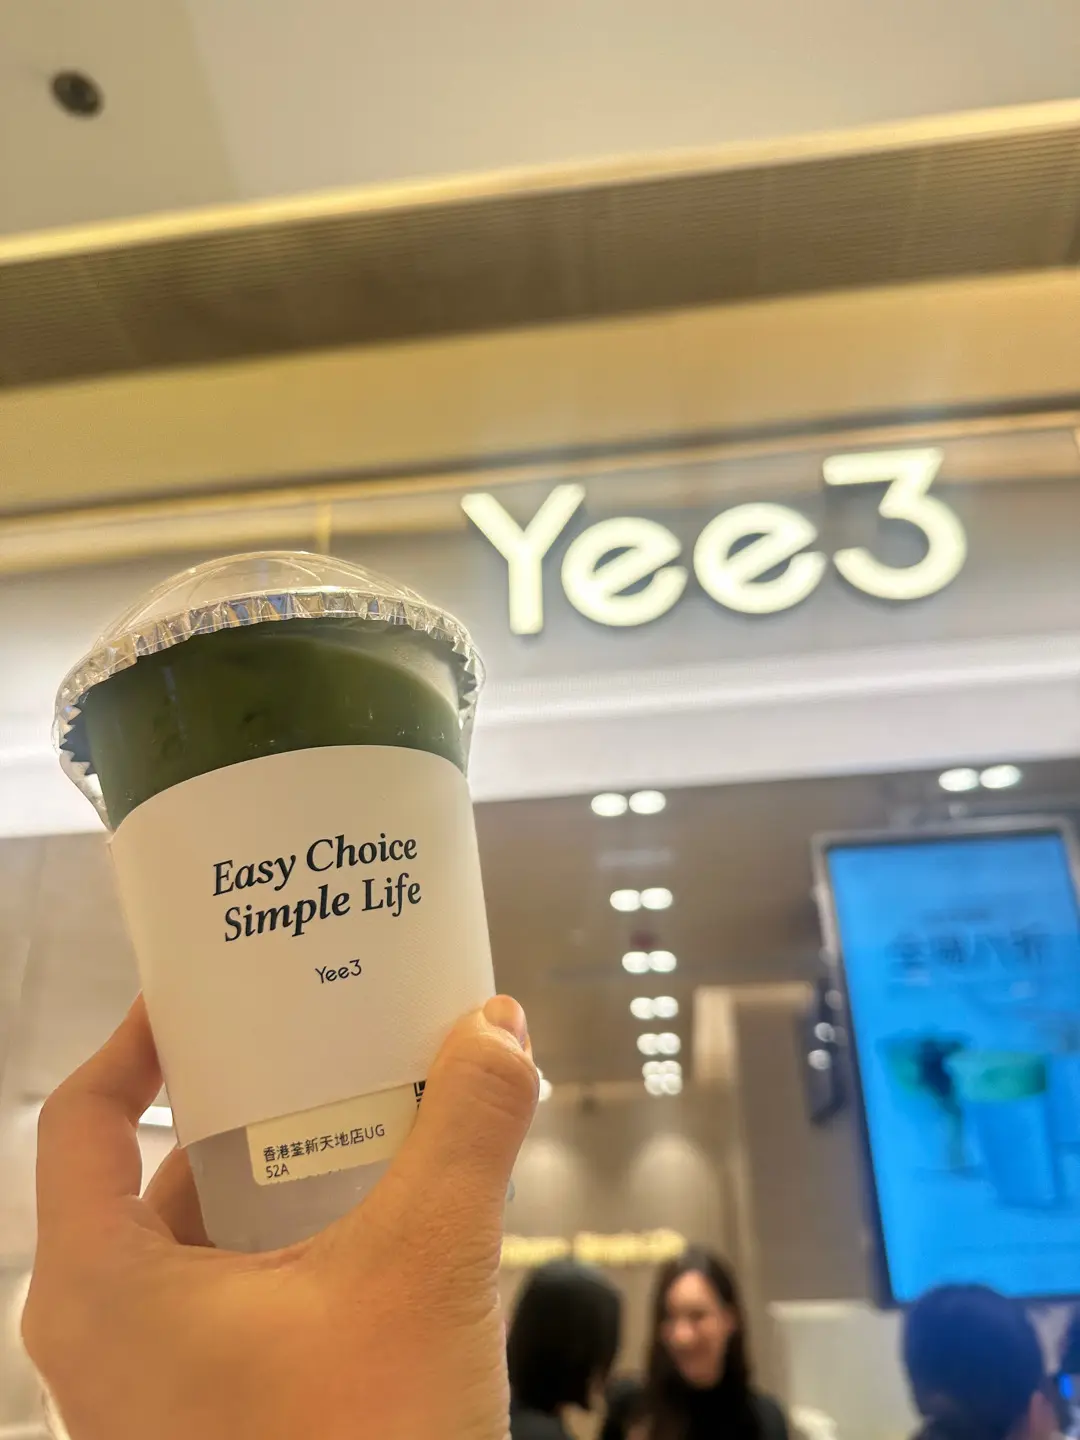 Yee3
Easy Choice
Simple Life
Yee3
香港荃新天地店UG
52A